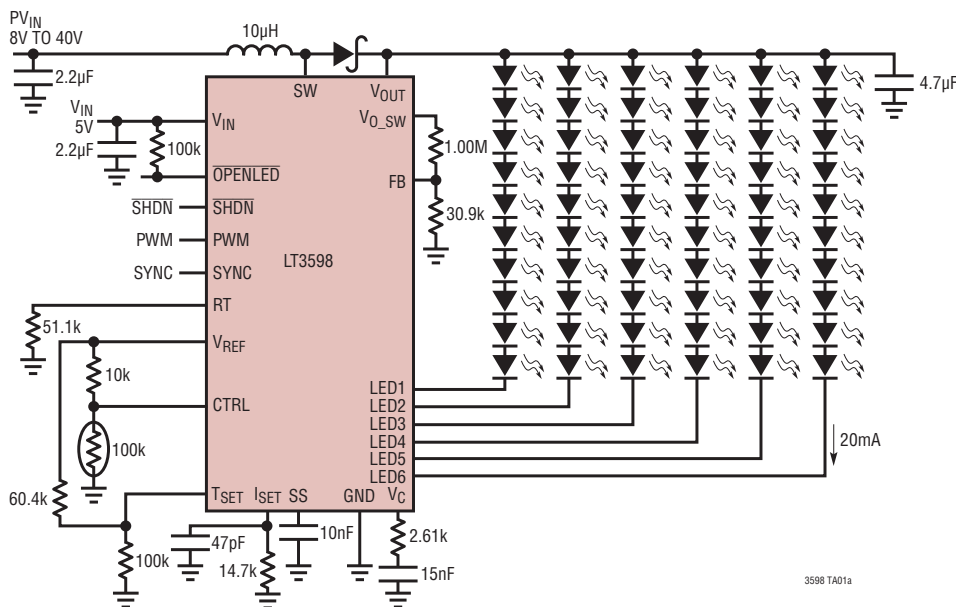 PVIN
8V TO 40V
10µH
2.2µF
4.7µF
SW
VOUT
VIN
5V
VIN
VO_SW
2.2µF
100k
1.00M
OPENLED
FB
SHDN
SHDN
30.9k
PWM
PWM
LT3598
SYNC
SYNC
RT
51.1k
VREF
10k
CTRL
LED1
LED2
LED3
LED4
LED5
LED6
20mA
100k
60.4k
TSET
ISET
SS
GND
VC
10nF
2.61k
47pF
100k
14.7k
15nF
3598 TA01a